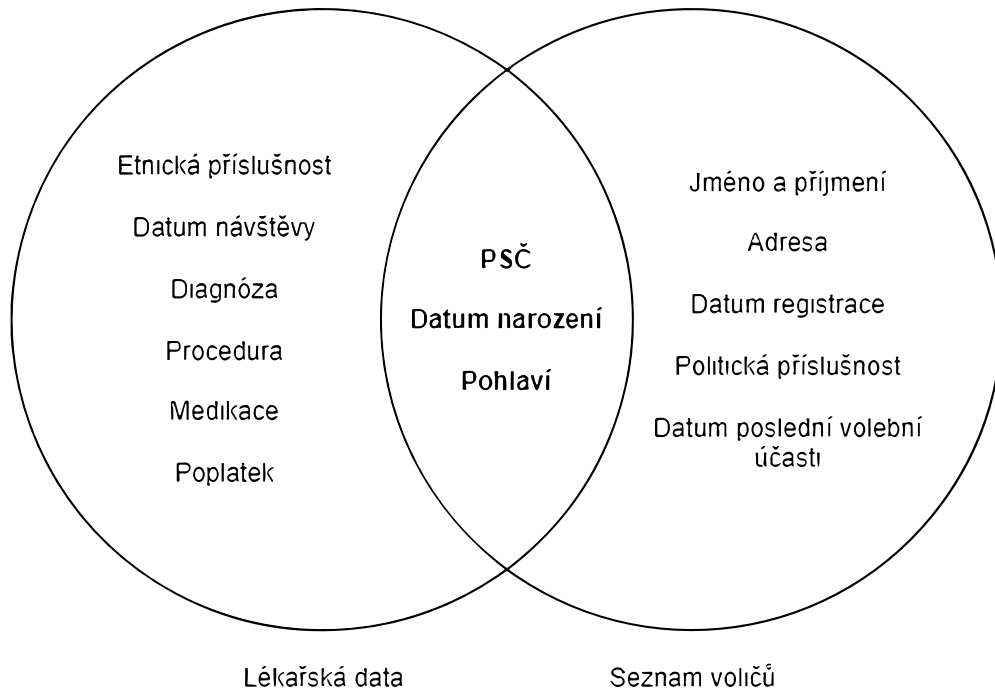 Etnická příslušnost
Datum návštěvy
Diagnóza
Procedura
Medikace
Poplatek
PSČ
Datum narození
Pohlaví
Jméno a příjmení
Adresa
Datum registrace
Politická příslušnost
Datum poslední volební
účasti
Lékařská data
Seznam voličů